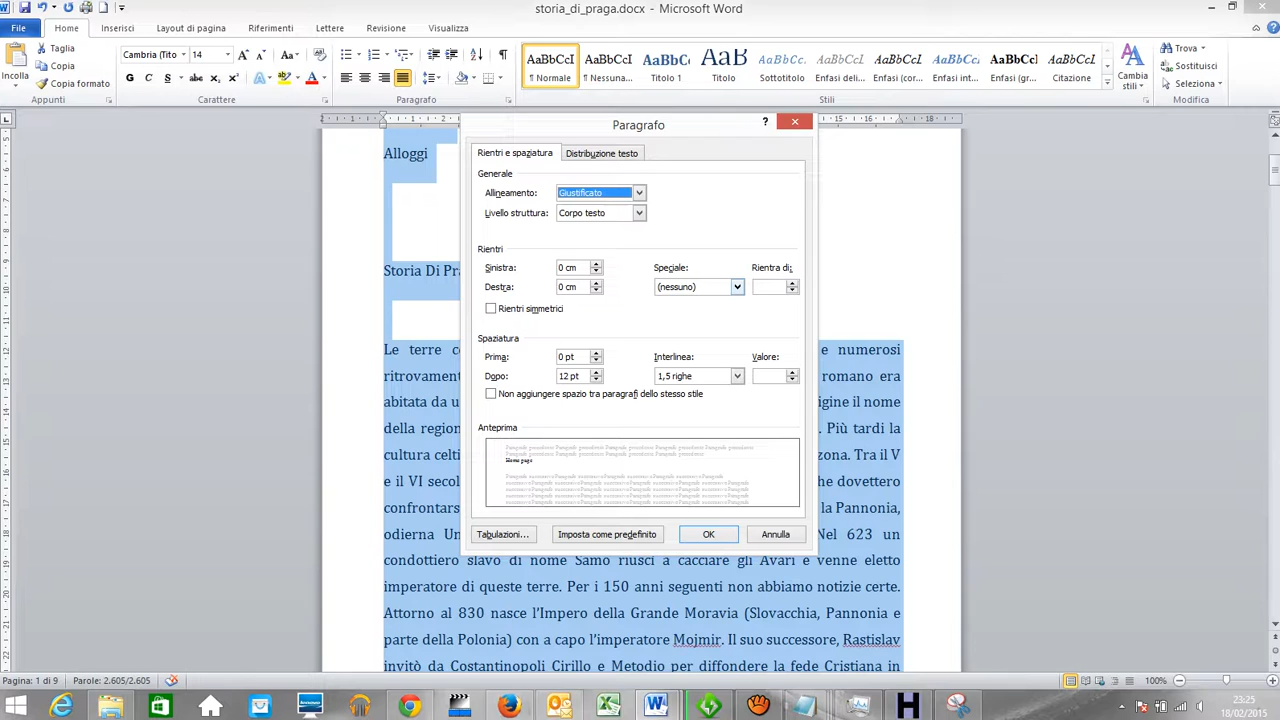 storia_di_praga.docx - Microsoft Word
File Home Inserisci Layout di pagina Riferimenti Lettere Revisione Visualizza
Incolla
Taglia
Copia
Copia formato
Appunti
Cambria (Tito 14
Carattere
Paragrafo
AaBbCcI AaBbCcI AaBbCc AaB AaBbCc. AaBbCcI AaBbCcI AaBbCcI AaBbCcI AaBbCcI
¶ Normale ¶ Nessuna... Titolo 1 Titolo Sottotitolo Enfasi deli... Enfasi (cor... Enfasi int... Enfasi (gr... Citazione
Stili
Cambia stili
Trova
Sostituisci
Seleziona
Modifica
Alloggi
Storia Di Pra
Le terre c
e numerosi
ritrovament
romano era
abitata da u
igine il nome
della region
. Più tardi la
cultura celti
zona. Tra il V
e il VI secol
he dovettero
confrontars
la Pannonia,
odierna Un
Nel 623 un
condottiero slavo di nome Samo riuscì a cacciare gli Avari e venne eletto
imperatore di queste terre. Per i 150 anni seguenti non abbiamo notizie certe.
Attorno al 830 nasce l'Impero della Grande Moravia (Slovacchia, Pannonia e
parte della Polonia) con a capo l'imperatore Mojmir. Il suo successore, Rastislav
invitò da Costantinopoli Cirillo e Metodio per diffondere la fede Cristiana in
Paragrafo
Rientri e spaziatura Distribuzione testo
Generale
Allineamento: Giustificato
Livello struttura: Corpo testo
Rientri
Sinistra: 0 cm Speciale: Rientra di:
Destra: 0 cm (nessuno)
Rientri simmetrici
Spaziatura
Prima: 0 pt Interlinea: Valore:
Dopo: 12 pt 1,5 righe
Non aggiungere spazio tra paragrafi dello stesso stile
Anteprima
Home page
Tabulazioni... Imposta come predefinito OK Annulla
Pagina: 1 di 9 Parole: 2.605/2.605 100%
23:25
18/02/2015